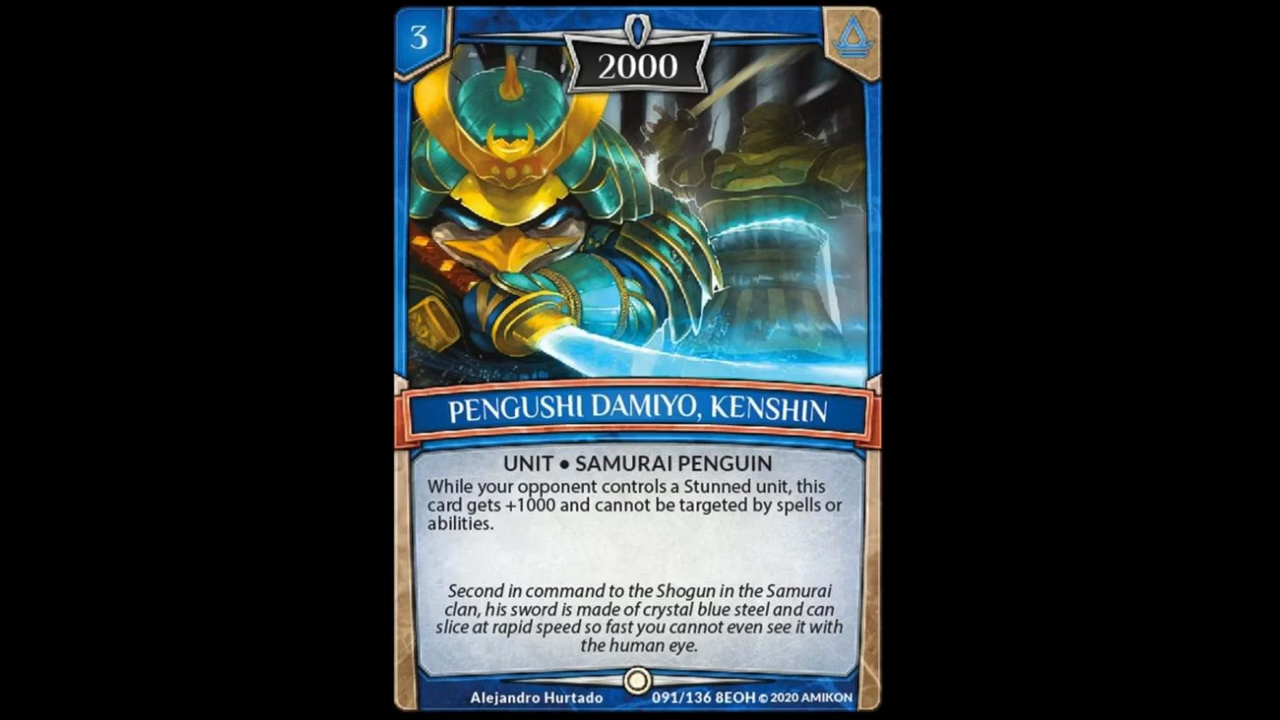 3
2000
PENGUSHI DAMIYO, KENSHIN
UNIT • SAMURAI PENGUIN
While your opponent controls a Stunned unit, this
card gets +1000 and cannot be targeted by spells or
abilities.
Second in command to the Shogun in the Samurai
clan, his sword is made of crystal blue steel and can
slice at rapid speed so fast you cannot even see it with
the human eye.
Alejandro Hurtado 091/136 8EOH © 2020 AMIKON